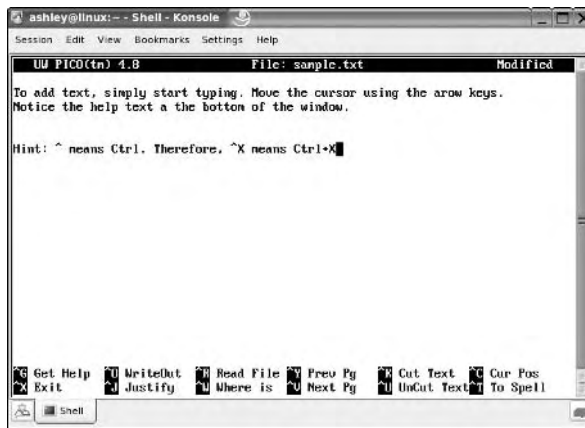 ashley@linux:~ - Shell - Konsole
Session Edit View Bookmarks Settings Help
UW PICO(tm) 4.8 File: sample.txt Modified
To add text, simply start typing. Move the cursor using the arow keys.
Notice the help text a the bottom of the window.
Hint: ^ means Ctrl. Therefore, ^X means Ctrl+X
^G Get Help ^O WriteOut ^R Read File ^Y Prev Pg ^K Cut Text ^C Cur Pos
^X Exit ^J Justify ^W Where is ^V Next Pg ^U UnCut Text ^T To Spell
Shell